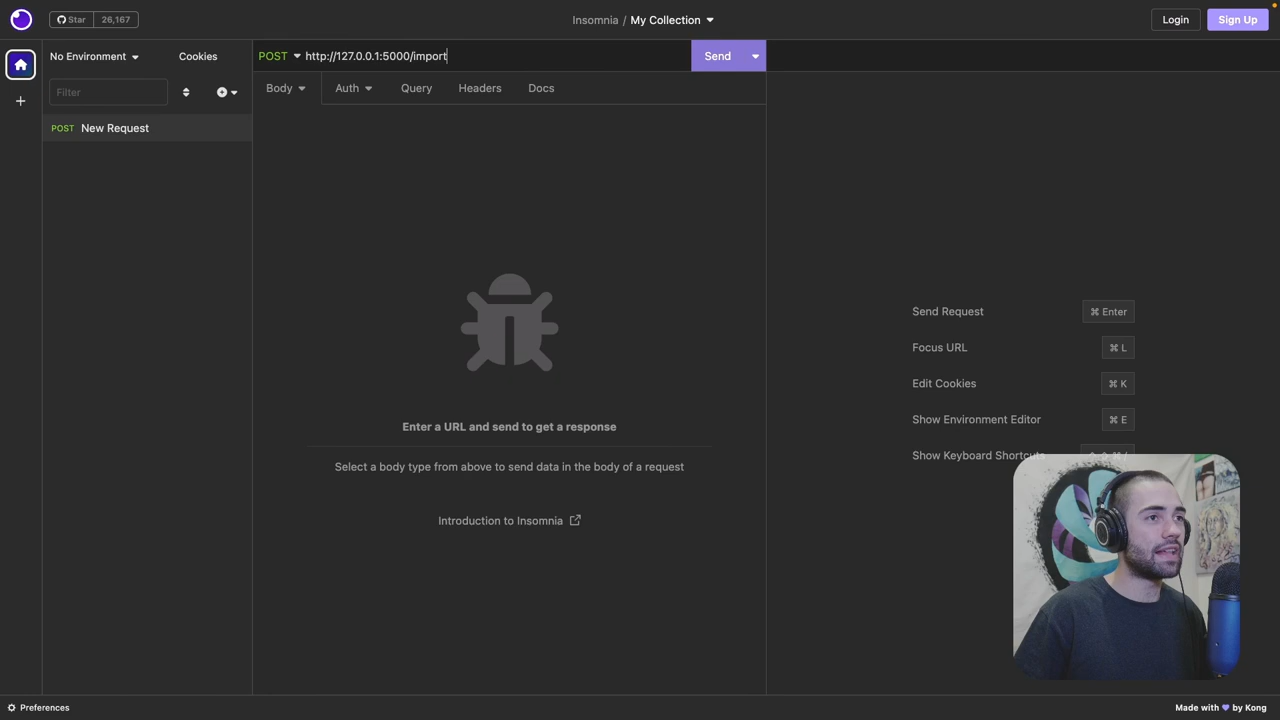 Star 26,167
Insomnia / My Collection
Login
Sign Up
No Environment
Cookies
POST http://127.0.0.1:5000/import
Send
Filter
Body
Auth
Query
Headers
Docs
POST New Request
Send Request ⌘ Enter
Focus URL ⌘ L
Edit Cookies ⌘ K
Show Environment Editor ⌘ E
Show Keyboard Shortcuts
Enter a URL and send to get a response
Select a body type from above to send data in the body of a request
Introduction to Insomnia
Preferences
Made with 💜 by Kong